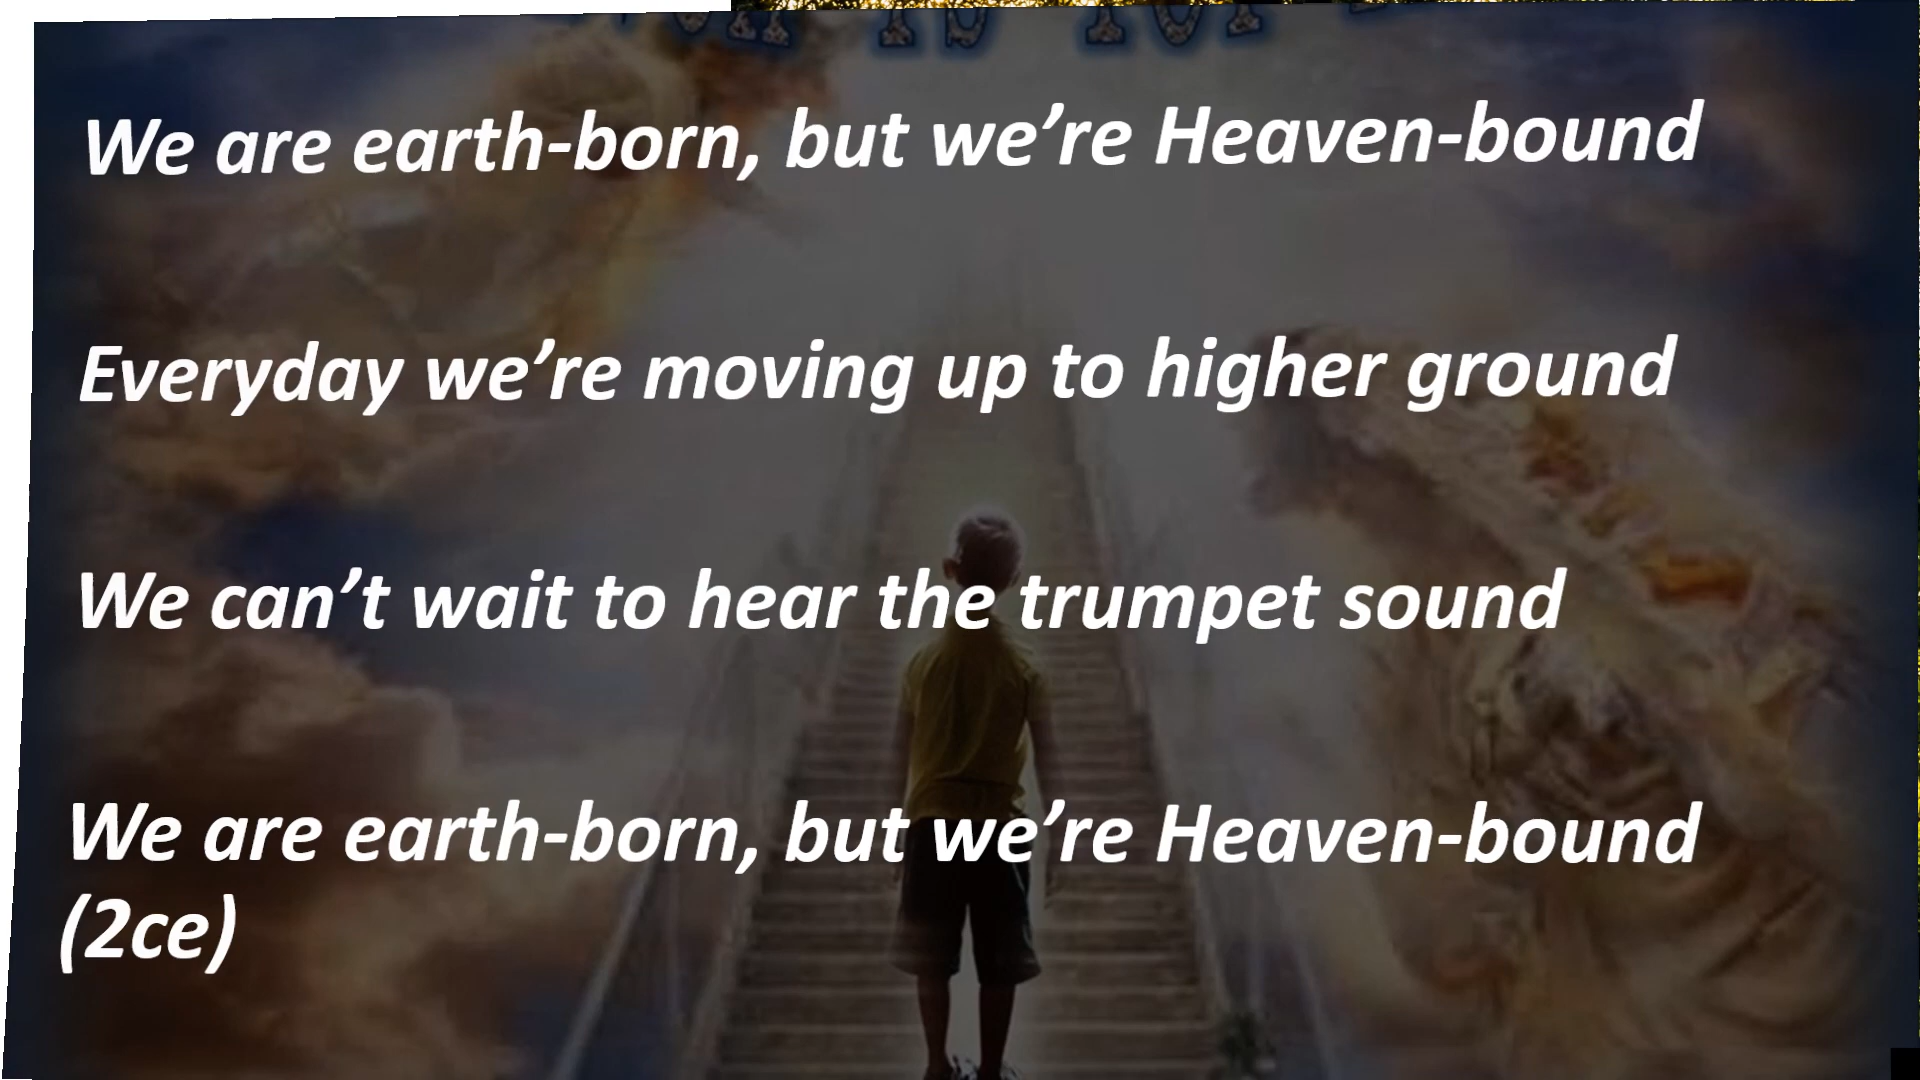 We are earth-born, but we’re Heaven-bound
Everyday we’re moving up to higher ground
We can’t wait to hear the trumpet sound
We are earth-born, but we’re Heaven-bound
(2ce)